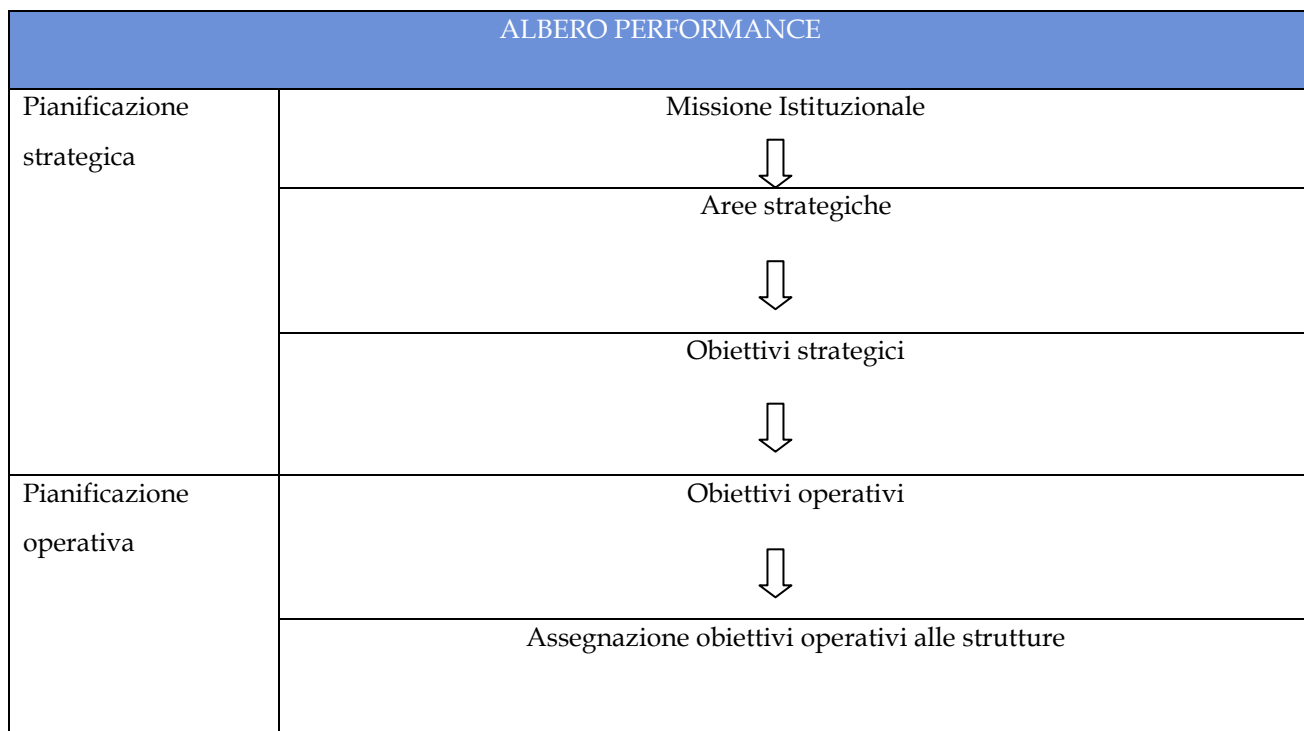 ALBERO PERFORMANCE
Pianificazione
strategica
Missione Istituzionale
Aree strategiche
Obiettivi strategici
Pianificazione
operativa
Obiettivi operativi
Assegnazione obiettivi operativi alle strutture